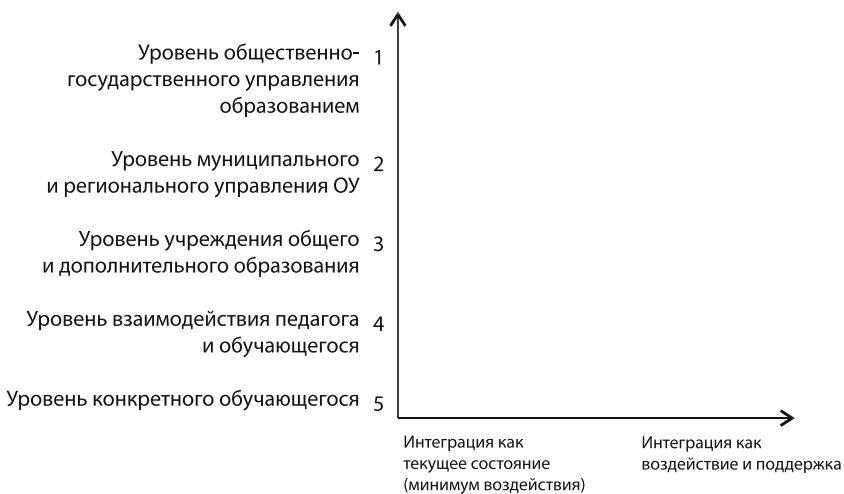 Уровень общественно-
государственного управления
образованием
1
Уровень муниципального
и регионального управления ОУ
2
Уровень учреждения общего
и дополнительного образования
3
Уровень взаимодействия педагога
и обучающегося
4
Уровень конкретного обучающегося
5
Интеграция как
текущее состояние
(минимум воздействия)
Интеграция как
воздействие и поддержка